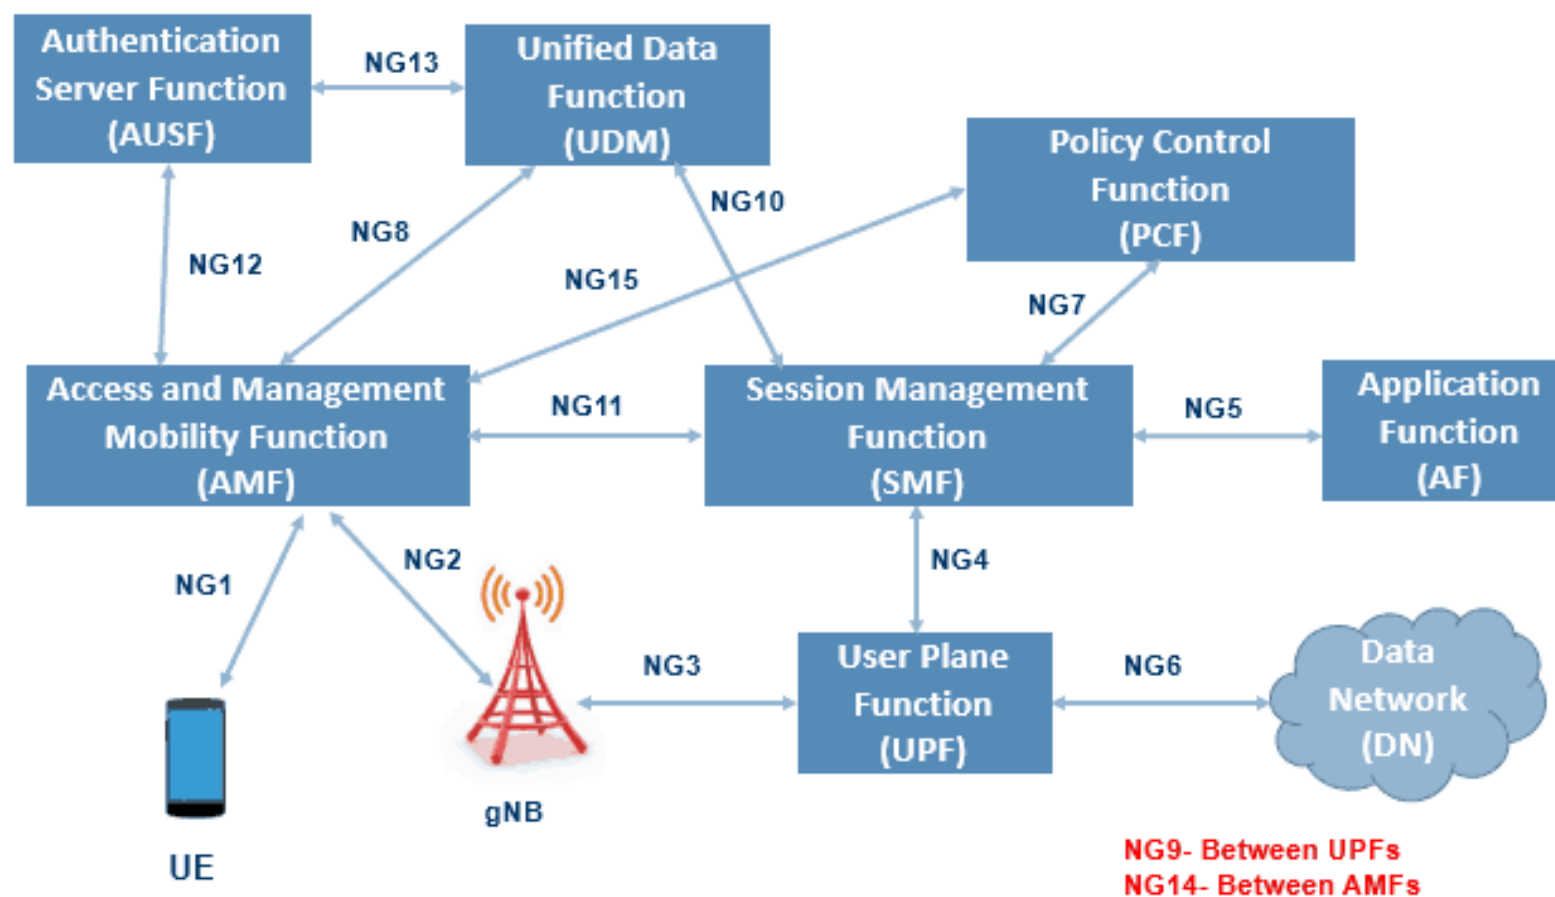 Authentication
Server Function
(AUSF)
NG13
Unified Data
Function
(UDM)
Policy Control
Function
(PCF)
NG10
NG8
NG12
NG15
NG7
Access and Management
Mobility Function
(AMF)
NG11
Session Management
Function
(SMF)
NG5
Application
Function
(AF)
NG1
NG2
NG4
NG3
User Plane
Function
(UPF)
NG6
Data
Network
(DN)
gNB
UE
NG9- Between UPFs
NG14- Between AMFs